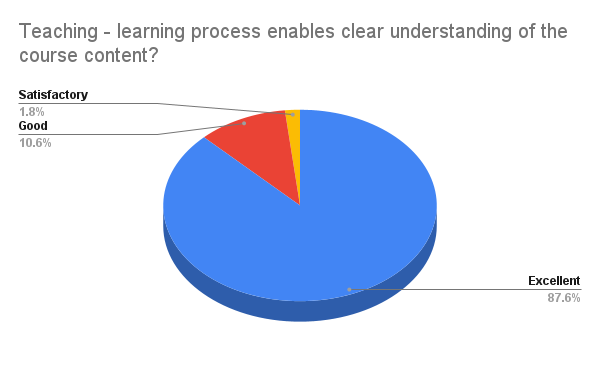 Teaching - learning process enables clear understanding of the
course content?
Satisfactory
1.8%
Good
10.6%
Excellent
87.6%